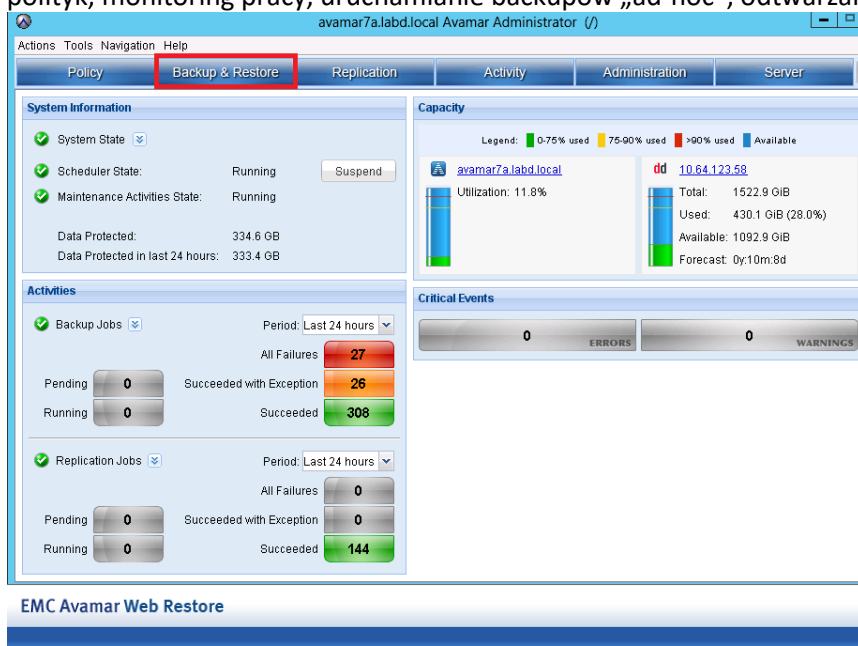 polityk, monitoring pracy, uruchamianie backupów „ad-hoc”, odtwarzan
avamar7a.labd.local Avamar Administrator (/)
Actions Tools Navigation Help
Policy Backup & Restore Replication Activity Administration Server
System Information
System State
Scheduler State: Running Suspend
Maintenance Activities State: Running
Data Protected: 334.6 GB
Data Protected in last 24 hours: 333.4 GB
Capacity
Legend: 0-75% used 75-90% used >90% used Available
avamar7a.labd.local
Utilization: 11.8%
dd 10.64.123.58
Total: 1522.9 GiB
Used: 430.1 GiB (28.0%)
Available: 1092.9 GiB
Forecast: 0y:10m:8d
Activities
Backup Jobs Period: Last 24 hours
All Failures 27
Pending 0 Succeeded with Exception 26
Running 0 Succeeded 308
Replication Jobs Period: Last 24 hours
All Failures 0
Pending 0 Succeeded with Exception 0
Running 0 Succeeded 144
Critical Events
0 ERRORS 0 WARNINGS
EMC Avamar Web Restore